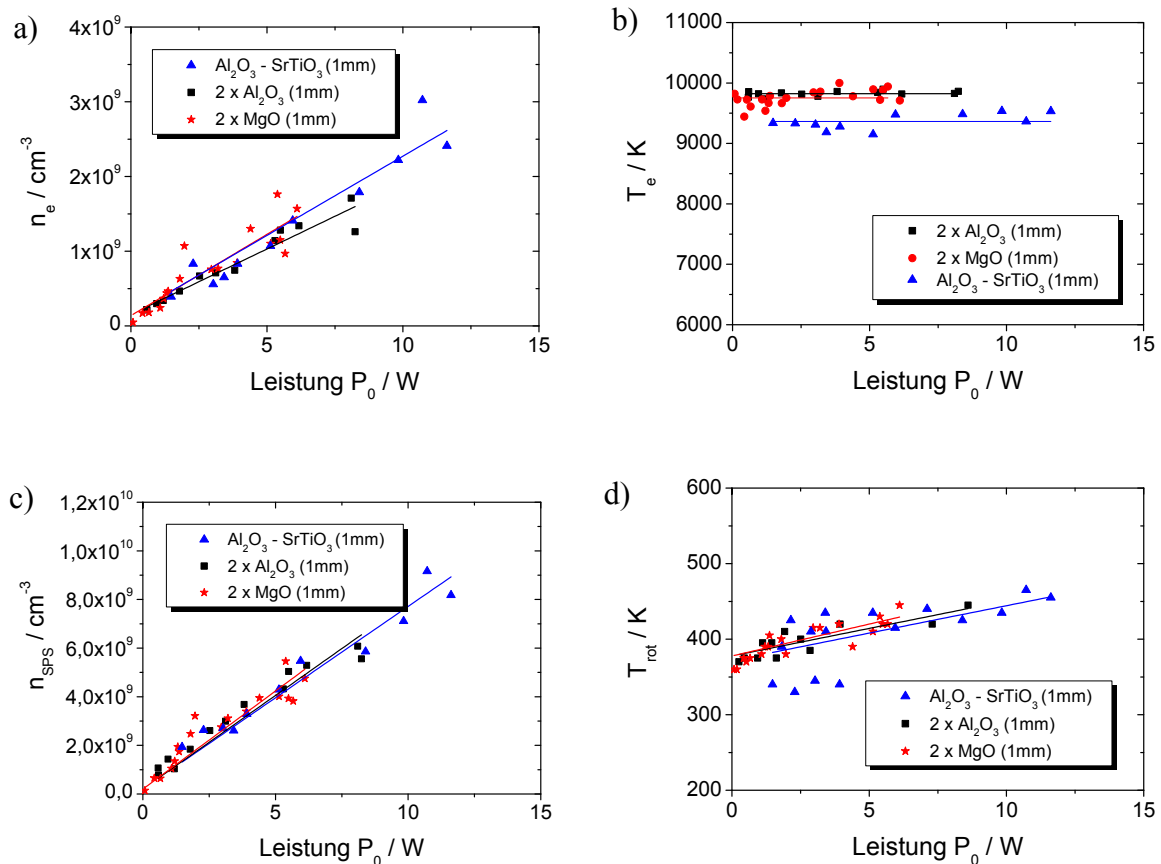 a)
4x10⁹
3x10⁹
2x10⁹
1x10⁹
0
nₑ / cm⁻³
Al₂O₃ - SrTiO₃ (1mm)
2 x Al₂O₃ (1mm)
2 x MgO (1mm)
0 5 10 15
Leistung P₀ / W
b)
11000
10000
9000
8000
7000
6000
Tₑ / K
2 x Al₂O₃ (1mm)
2 x MgO (1mm)
Al₂O₃ - SrTiO₃ (1mm)
0 5 10 15
Leistung P₀ / W
c)
1,2x10¹⁰
1,0x10¹⁰
8,0x10⁹
6,0x10⁹
4,0x10⁹
2,0x10⁹
0,0
n_SPS / cm⁻³
Al₂O₃ - SrTiO₃ (1mm)
2 x Al₂O₃ (1mm)
2 x MgO (1mm)
0 5 10 15
Leistung P₀ / W
d)
600
500
400
300
200
T_rot / K
Al₂O₃ - SrTiO₃ (1mm)
2 x Al₂O₃ (1mm)
2 x MgO (1mm)
0 5 10 15
Leistung P₀ / W